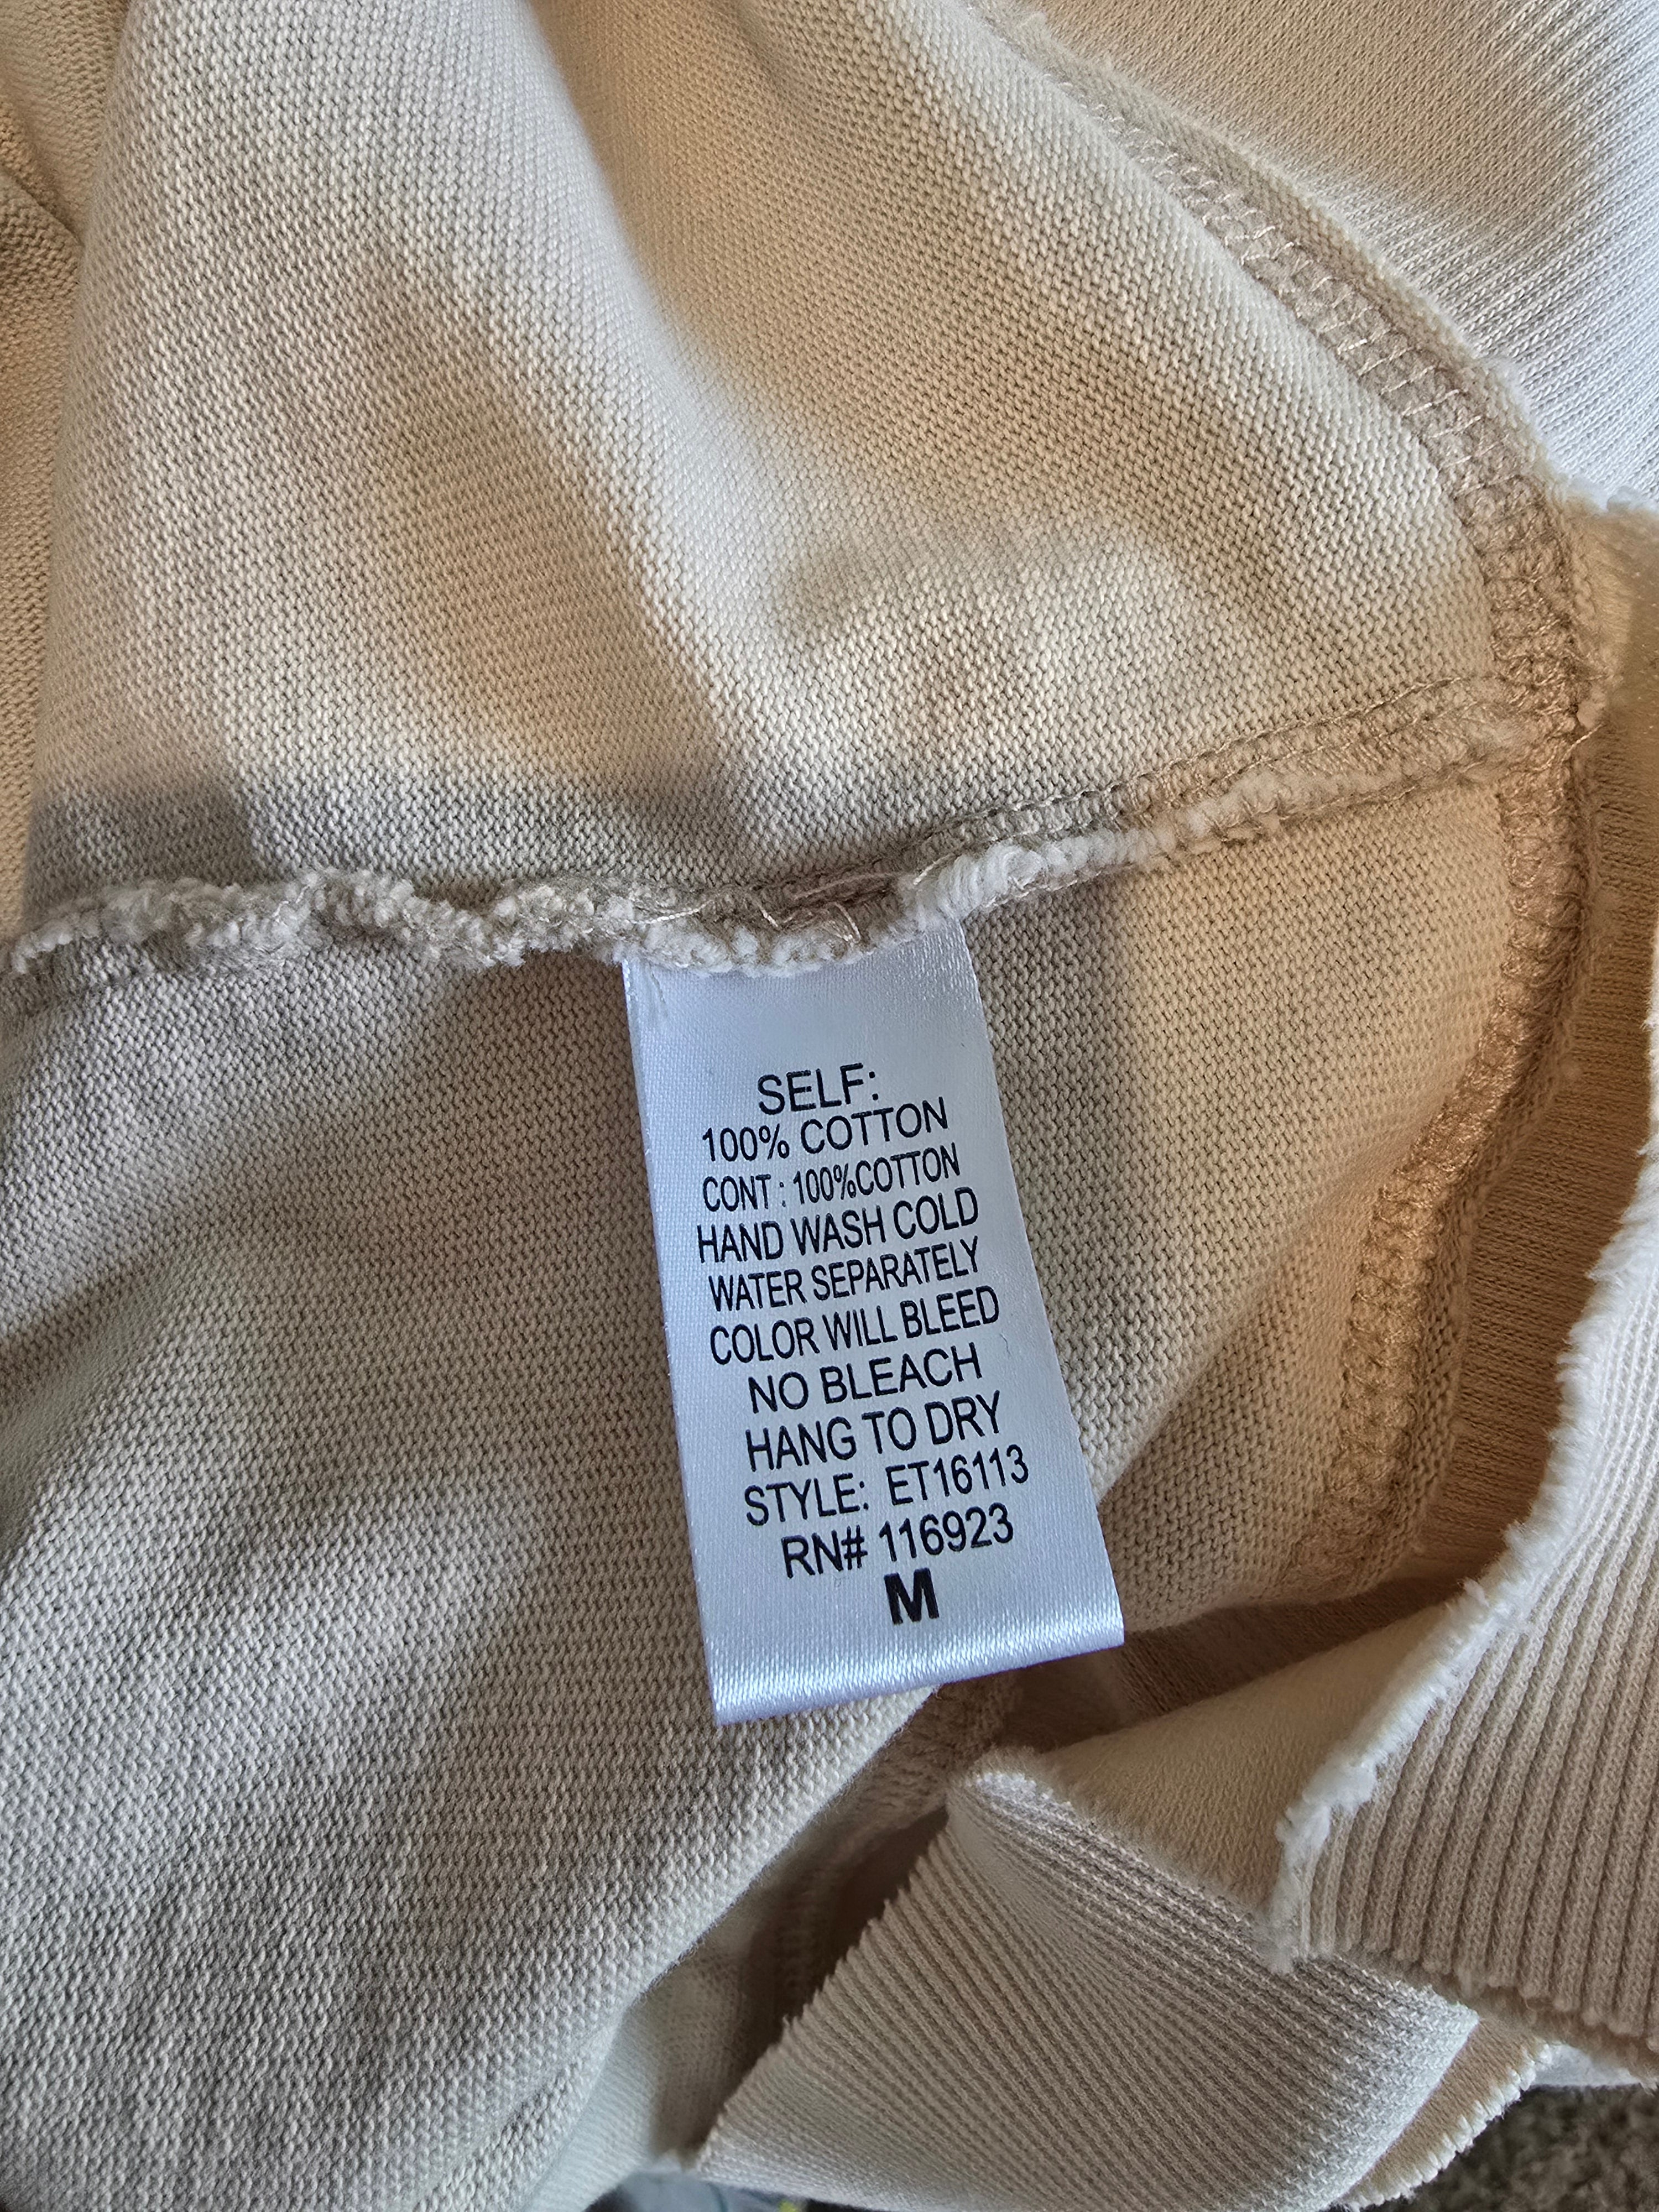 SELF:
100% COTTON
CONT : 100%COTTON
HAND WASH COLD
WATER SEPARATELY
COLOR WILL BLEED
NO BLEACH
HANG TO DRY
STYLE: ET16113
RN# 116923
M